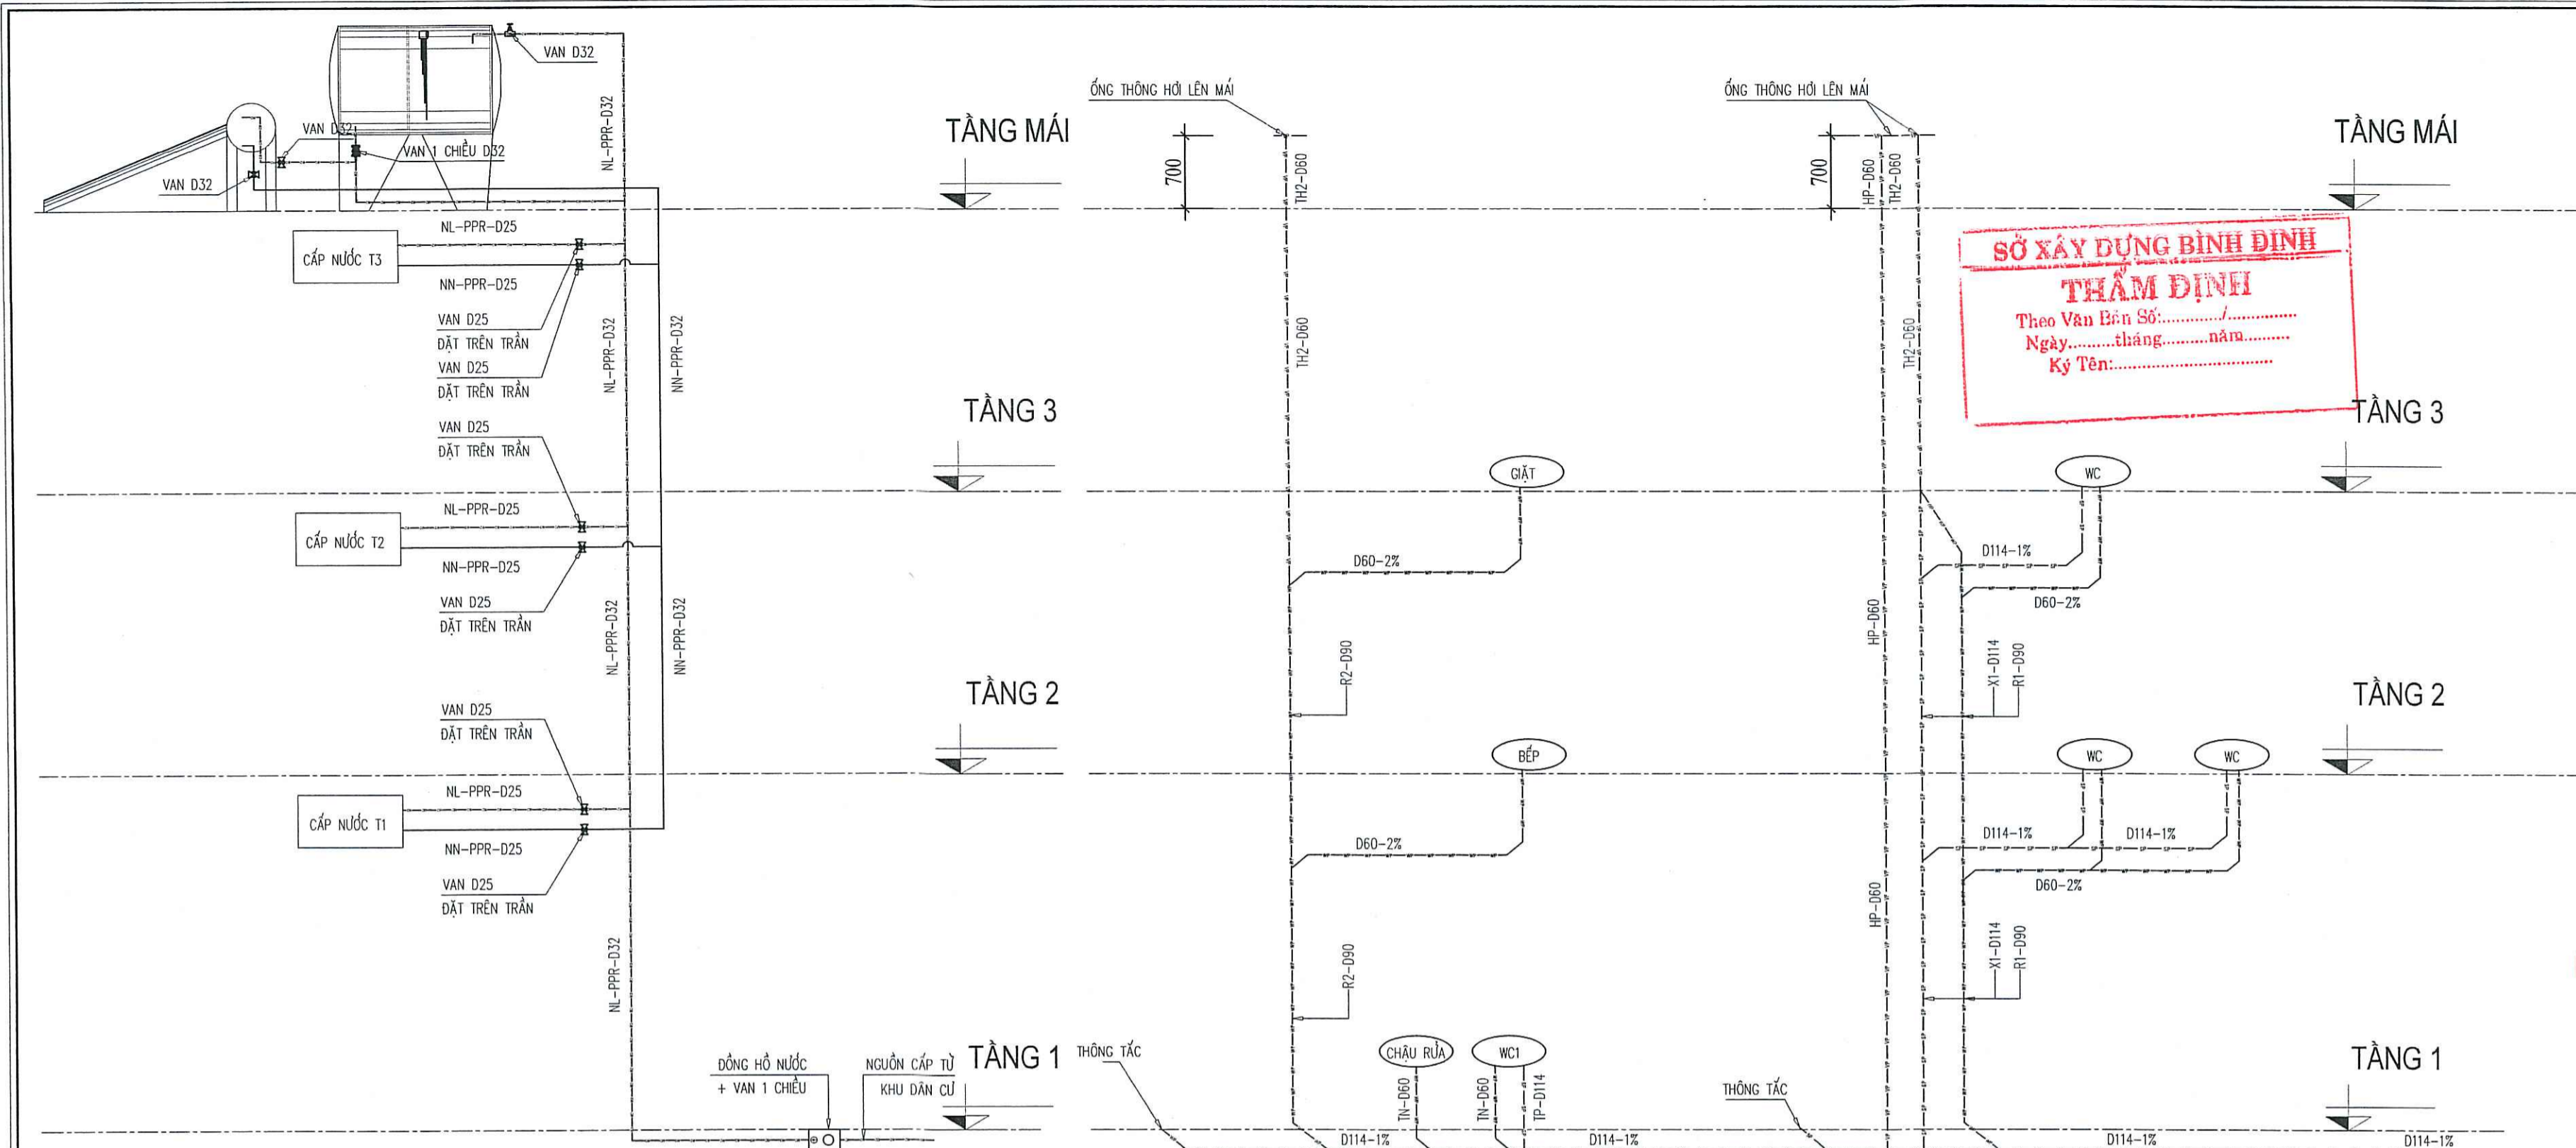 VAN D32
NL-PPR-D32
VAN D32
VAN 1 CHIỀU D32
VAN D32
TẦNG MÁI
NL-PPR-D25
CẤP NƯỚC T3
NN-PPR-D25
VAN D25
ĐẶT TRÊN TRẦN
VAN D25
ĐẶT TRÊN TRẦN
NL-PPR-D32
NN-PPR-D32
TẦNG 3
VAN D25
ĐẶT TRÊN TRẦN
NL-PPR-D25
CẤP NƯỚC T2
NN-PPR-D25
VAN D25
ĐẶT TRÊN TRẦN
NL-PPR-D32
NN-PPR-D32
TẦNG 2
VAN D25
ĐẶT TRÊN TRẦN
NL-PPR-D25
CẤP NƯỚC T1
NN-PPR-D25
VAN D25
ĐẶT TRÊN TRẦN
NL-PPR-D32
ĐỒNG HỒ NƯỚC
+ VAN 1 CHIỀU
NGUỒN CẤP TỪ
KHU DÂN CƯ
TẦNG 1
ỐNG THÔNG HƠI LÊN MÁI
700
TH2-D60
TH2-D60
GIẶT
D60-2%
R2-D90
BẾP
D60-2%
R2-D90
THÔNG TẮC
CHẬU RỬA
WC1
TN-D60
TN-D60
TP-D114
D114-1%
D114-1%
ỐNG THÔNG HƠI LÊN MÁI
700
HP-D60
TH2-D60
TẦNG MÁI
SỞ XÂY DỰNG BÌNH ĐỊNH
THẨM ĐỊNH
Theo Văn Bản Số:............/..............
Ngày.........tháng.........năm.........
Ký Tên:...............................
TH2-D60
TẦNG 3
WC
D114-1%
D60-2%
HP-D60
X1-D114
R1-D90
TẦNG 2
WC
WC
D114-1%
D114-1%
D60-2%
HP-D60
X1-D114
R1-D90
TẦNG 1
THÔNG TẮC
D114-1%
D114-1%